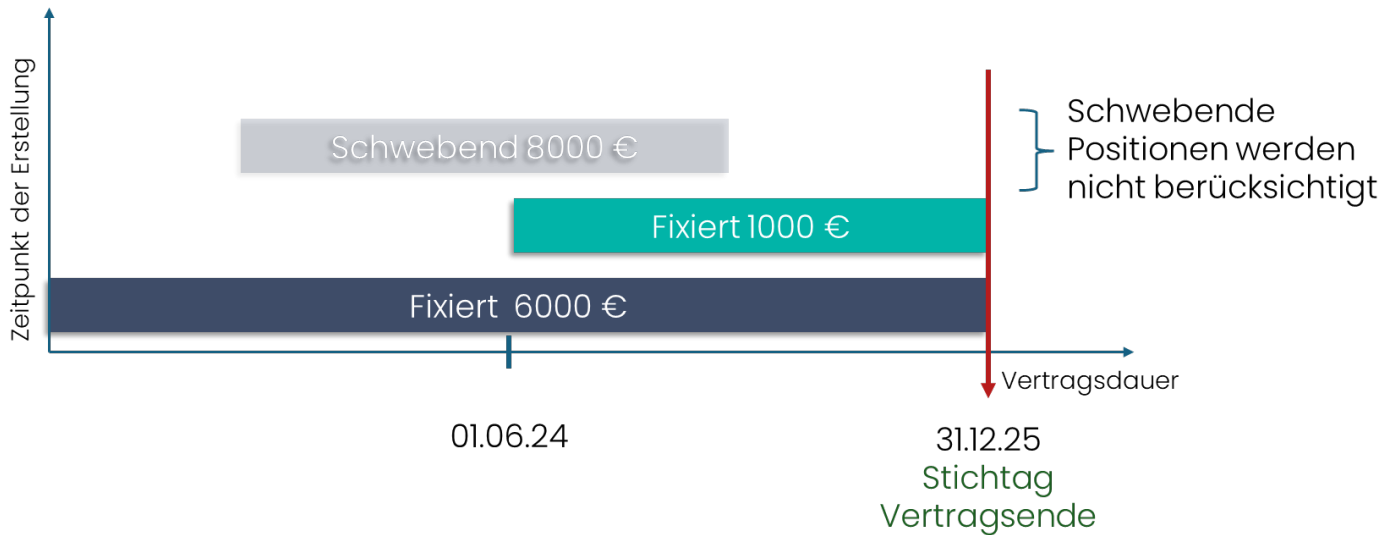 Zeitpunkt der Erstellung
Schwebend 8000 €
Schwebende
Positionen werden
nicht berücksichtigt
Fixiert 1000 €
Fixiert 6000 €
Vertragsdauer
01.06.24
31.12.25
Stichtag
Vertragsende